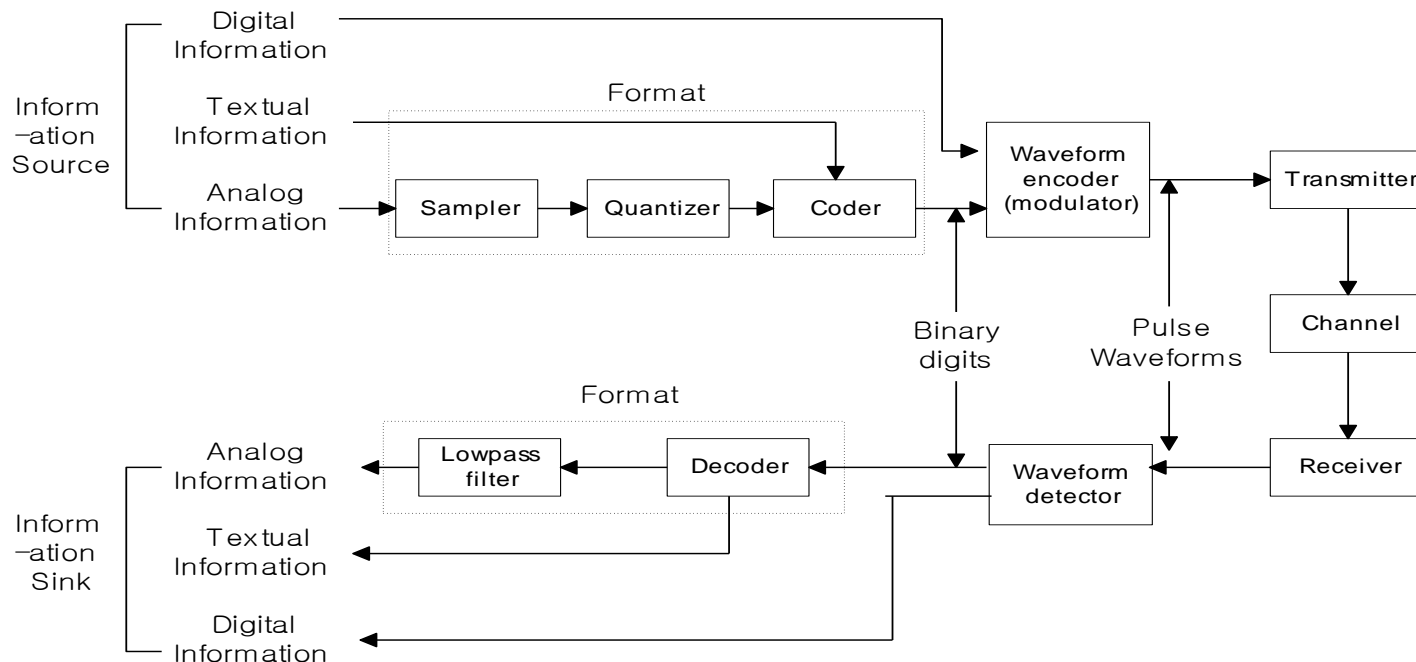 Digital
Information
Textual
Information
Analog
Information
Inform
-ation
Source
Format
Sampler
Quantizer
Coder
Waveform
encoder
(modulator)
Transmitter
Channel
Binary
digits
Pulse
Waveforms
Format
Analog
Information
Lowpass
filter
Decoder
Waveform
detector
Receiver
Inform
-ation
Sink
Textual
Information
Digital
Information